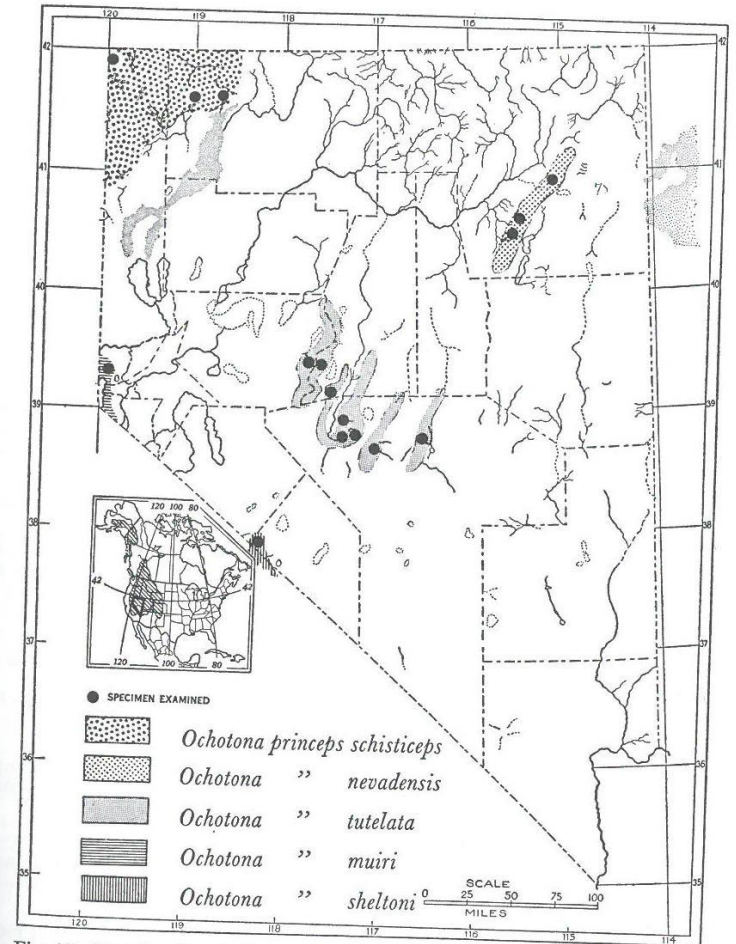 120 119 118 117 116 115 114
42 42
41 41
40 40
39 39
38 38
37 37
36 36
35 35
120 100 80
42 42
120 100 80
SPECIMEN EXAMINED
Ochotona princeps schisticeps
Ochotona ,, nevadensis
Ochotona ,, tutelata
Ochotona ,, muiri
Ochotona ,, sheltoni
SCALE
0 25 50 75 100
MILES
120 119 118 117 116 115 114